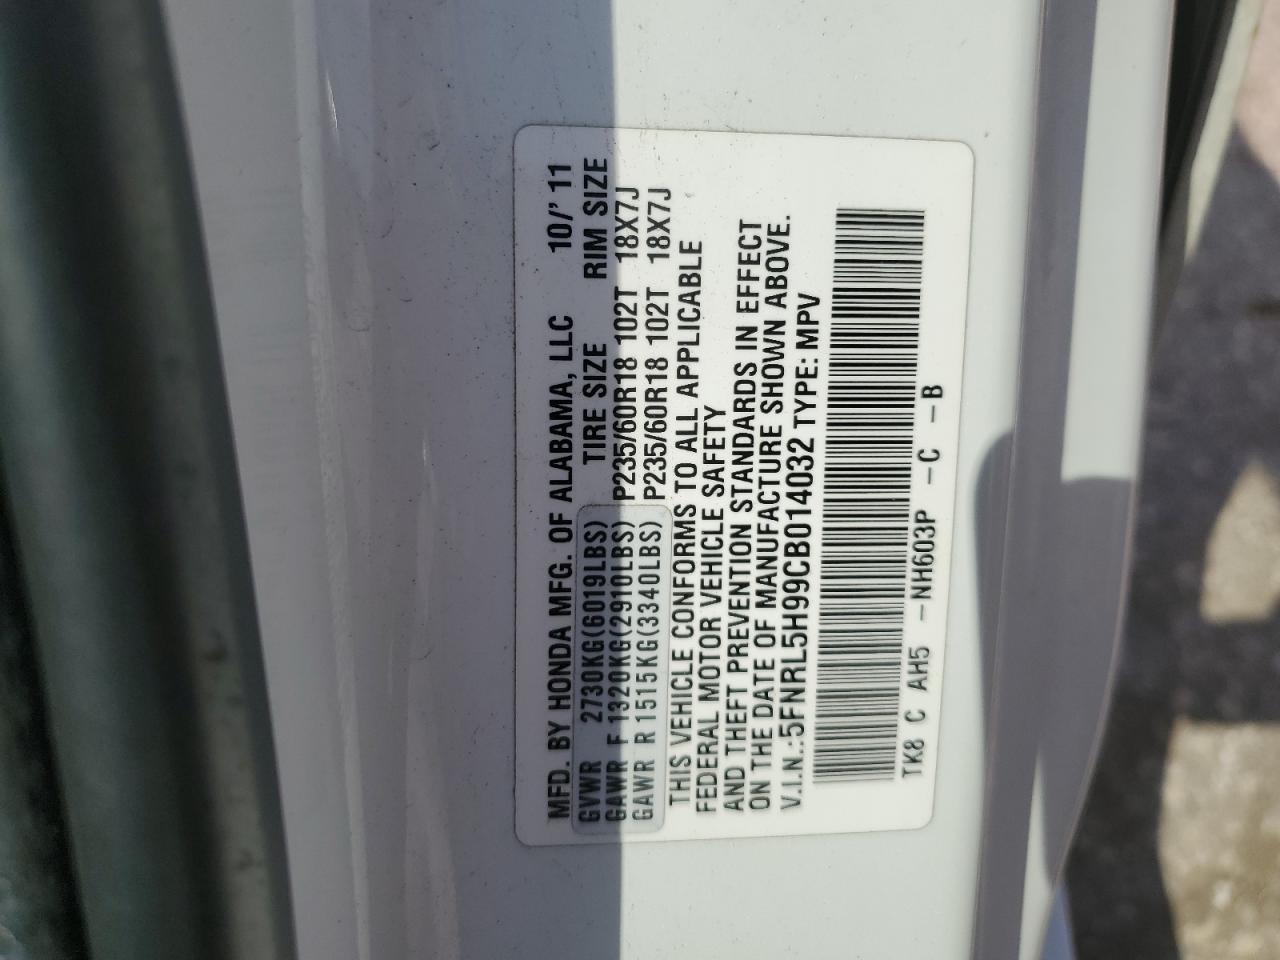 MFD. BY HONDA MFG. OF ALABAMA, LLC 10/'11
GVWR 2730KG(6019LBS) TIRE SIZE RIM SIZE
GAWR F 1320KG(2910LBS) P235/60R18 102T 18X7J
GAWR R 1515KG(3340LBS) P235/60R18 102T 18X7J
THIS VEHICLE CONFORMS TO ALL APPLICABLE
FEDERAL MOTOR VEHICLE SAFETY
AND THEFT PREVENTION STANDARDS IN EFFECT
ON THE DATE OF MANUFACTURE SHOWN ABOVE.
V.I.N.:5FNRL5H99CB014032 TYPE: MPV
TK8 C AH5 -NH603P -C -B